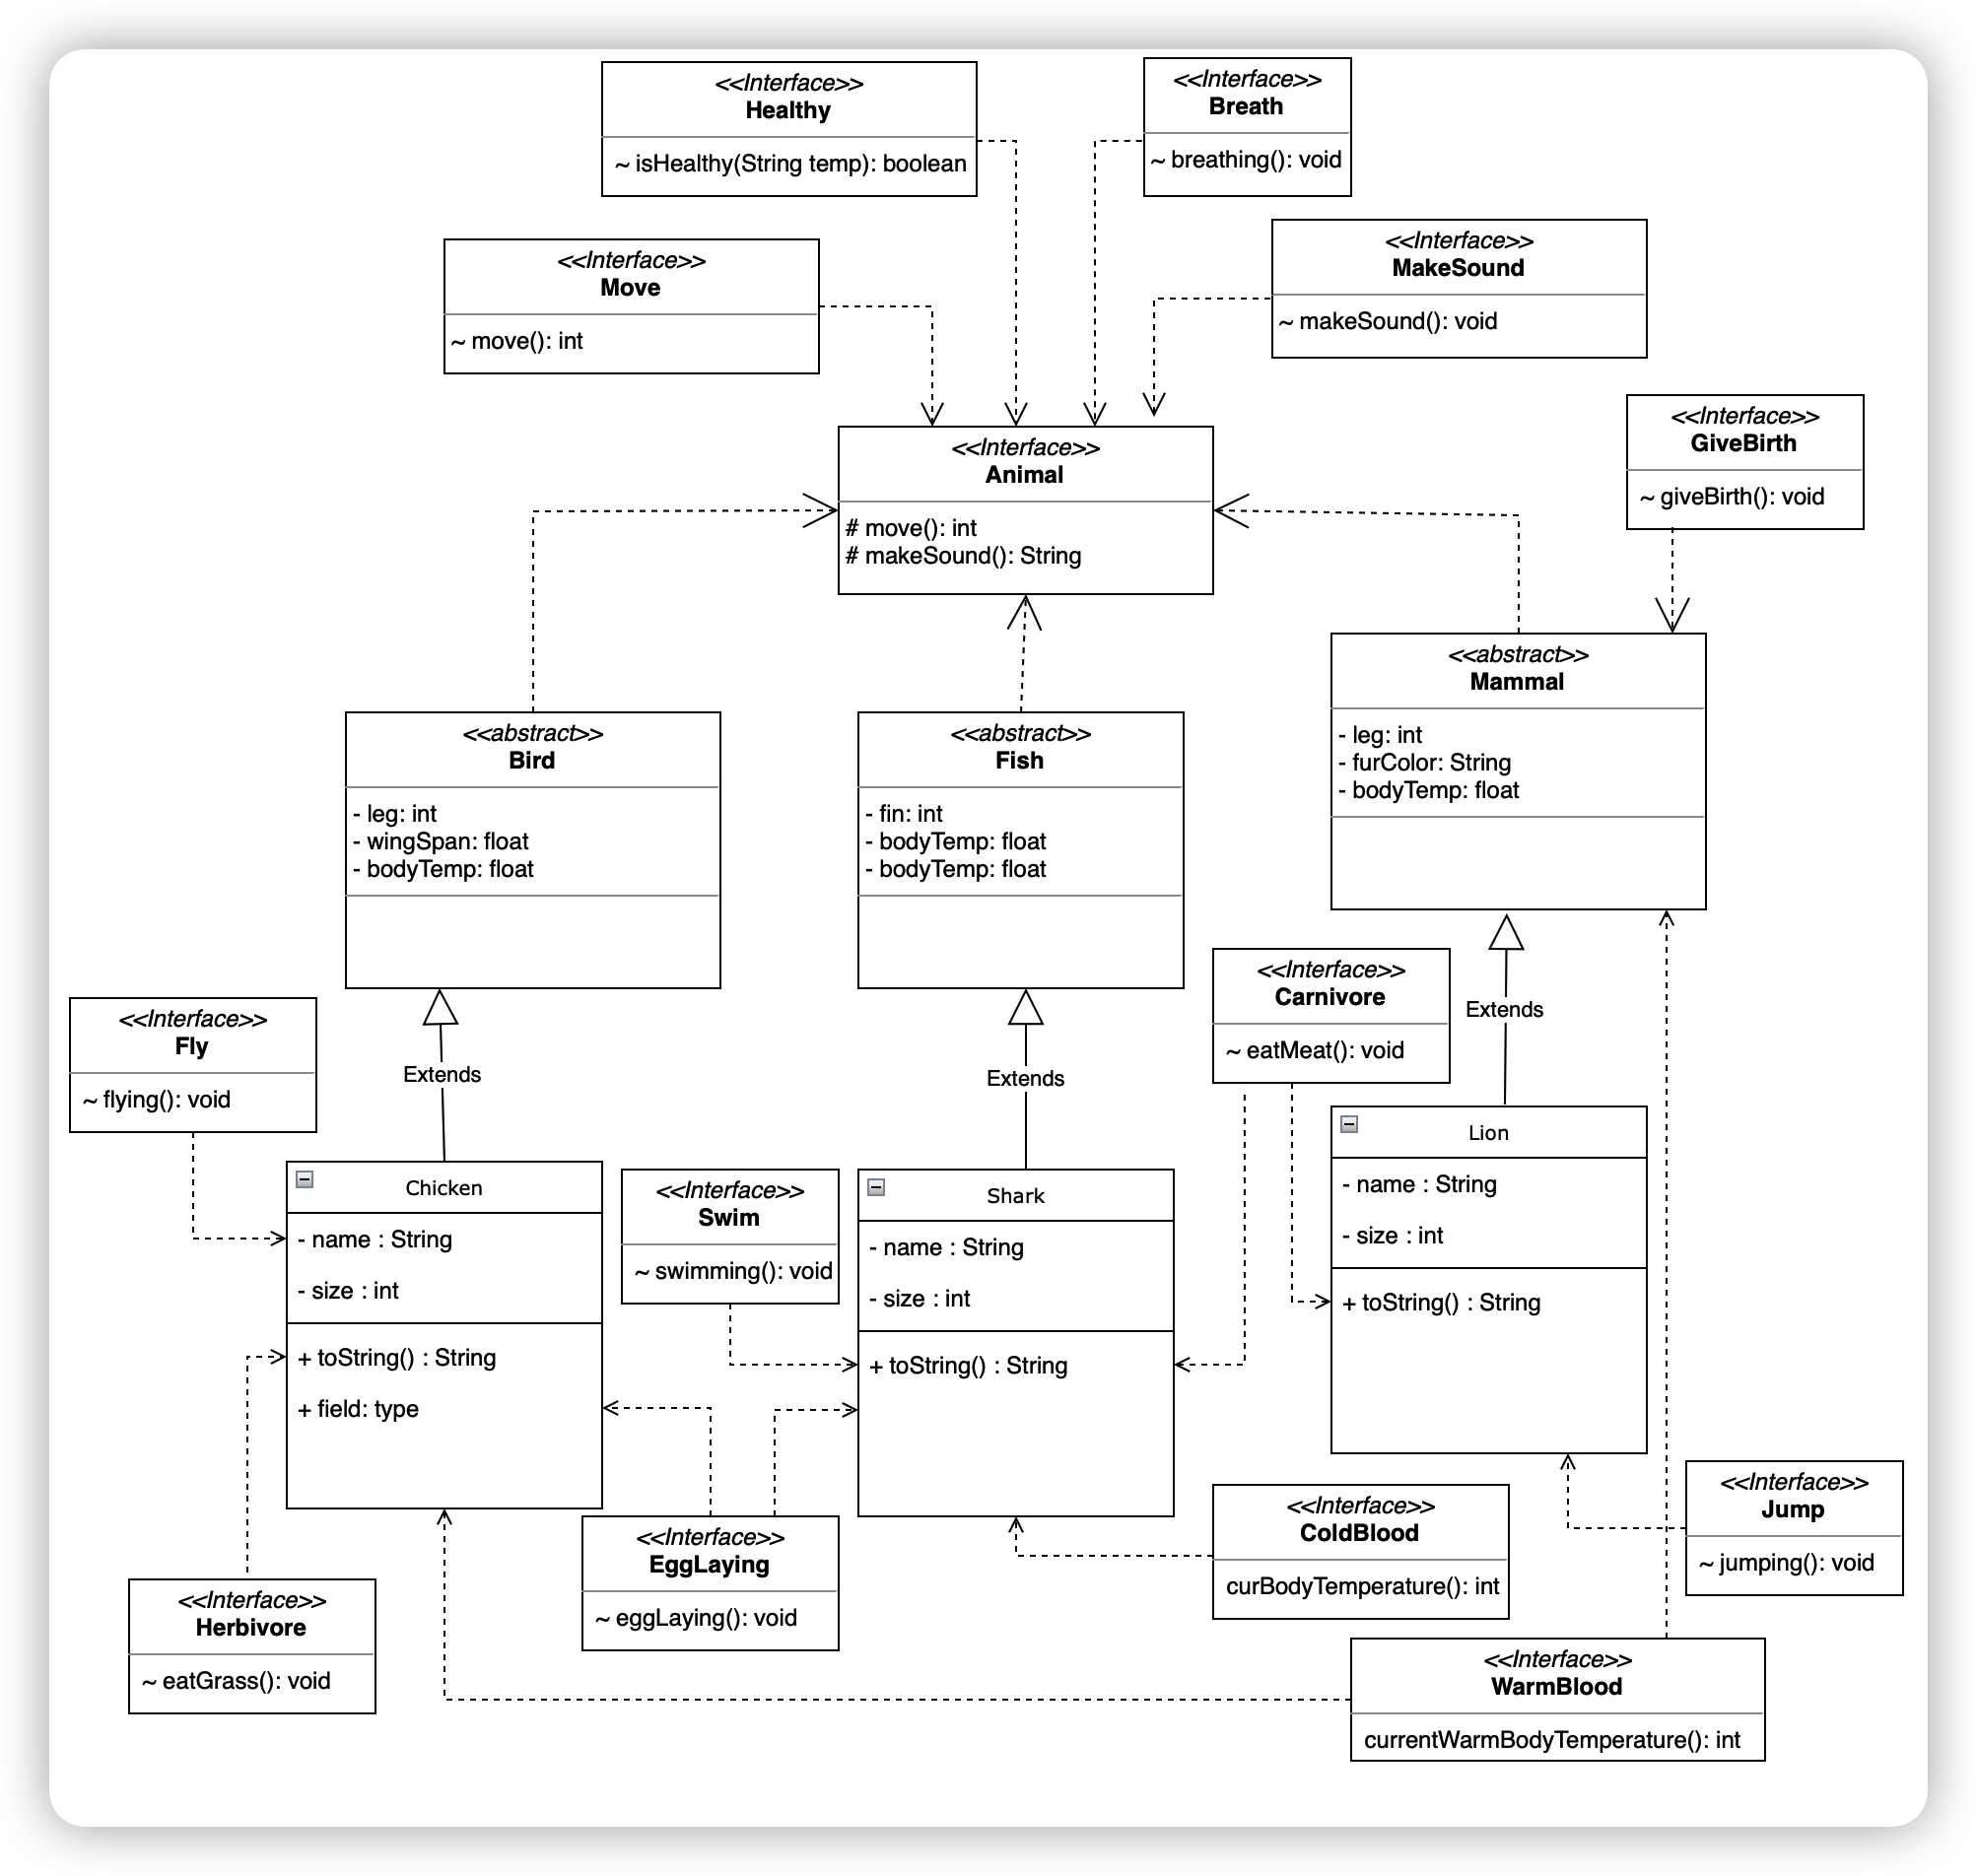 <<Interface>>
Healthy
~ isHealthy(String temp): boolean
<<Interface>>
Breath
~ breathing(): void
<<Interface>>
Move
~ move(): int
<<Interface>>
MakeSound
~ makeSound(): void
<<Interface>>
Animal
# move(): int
# makeSound(): String
<<Interface>>
GiveBirth
~ giveBirth(): void
<<abstract>>
Bird
- leg: int
- wingSpan: float
- bodyTemp: float
<<abstract>>
Fish
- fin: int
- bodyTemp: float
- bodyTemp: float
<<abstract>>
Mammal
- leg: int
- furColor: String
- bodyTemp: float
<<Interface>>
Fly
~ flying(): void
Extends
Extends
<<Interface>>
Carnivore
~ eatMeat(): void
Extends
Chicken
- name : String
- size : int
+ toString() : String
+ field: type
<<Interface>>
Swim
~ swimming(): void
Shark
- name : String
- size : int
+ toString() : String
Lion
- name : String
- size : int
+ toString() : String
<<Interface>>
Herbivore
~ eatGrass(): void
<<Interface>>
EggLaying
~ eggLaying(): void
<<Interface>>
ColdBlood
curBodyTemperature(): int
<<Interface>>
Jump
~ jumping(): void
<<Interface>>
WarmBlood
currentWarmBodyTemperature(): int